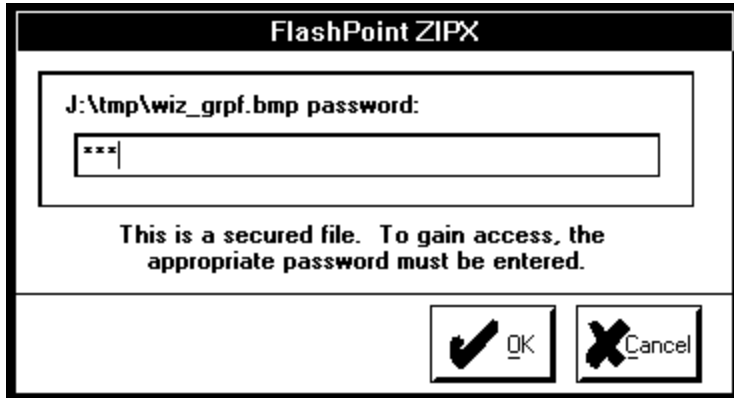 FlashPoint ZIPX
J:\tmp\wiz_grpf.bmp password:
***
This is a secured file.  To gain access, the
appropriate password must be entered.
OK
Cancel